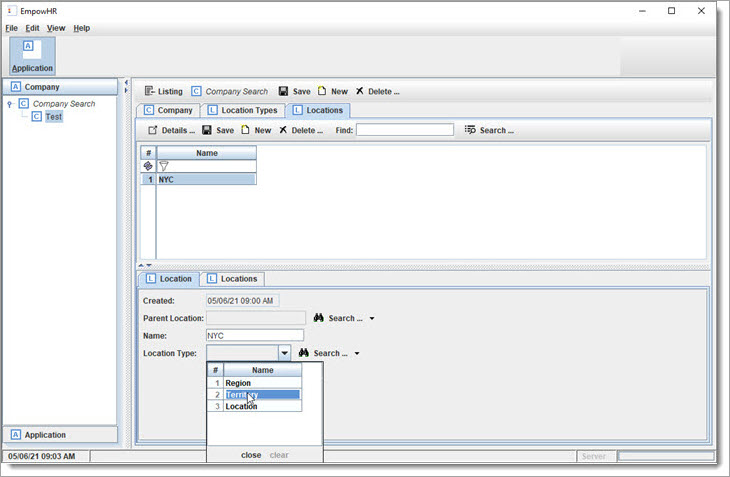 EmpowHR
File Edit View Help
A
Application
A Company
C Company Search
C Test
A Application
Listing C Company Search Save New Delete ...
C Company L Location Types L Locations
Details ... Save New Delete ... Find: Search ...
# Name
1 NYC
L Location L Locations
Created: 05/06/21 09:00 AM
Parent Location: Search ...
Name: NYC
Location Type: Search ...
# Name
1 Region
2 Territory
3 Location
close clear
05/06/21 09:03 AM Server